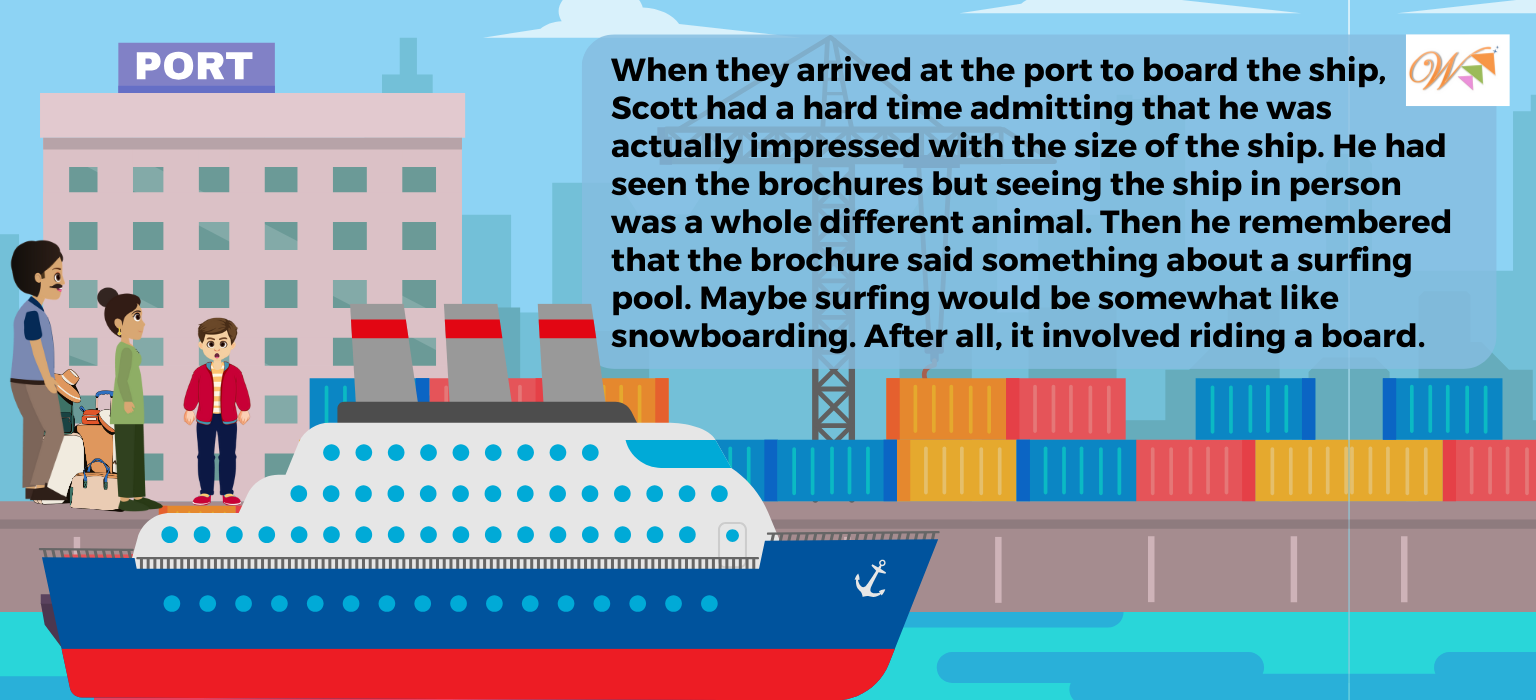 PORT
When they arrived at the port to board the ship,
Scott had a hard time admitting that he was
actually impressed with the size of the ship. He had
seen the brochures but seeing the ship in person
was a whole different animal. Then he remembered
that the brochure said something about a surfing
pool. Maybe surfing would be somewhat like
snowboarding. After all, it involved riding a board.
W